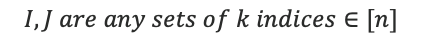 I, J are any sets of k indices ∈ [n]